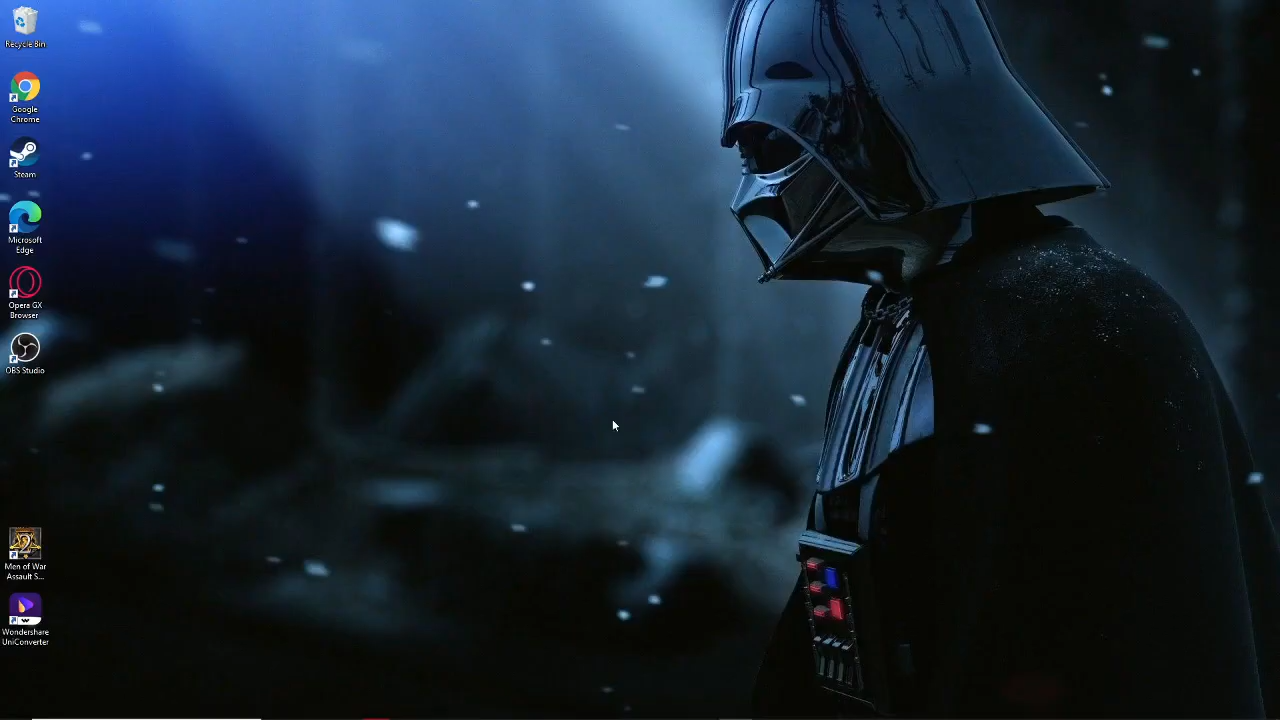 Recycle Bin
Google
Chrome
Steam
Microsoft
Edge
Opera GX
Browser
OBS Studio
Men of War
Assault S...
Wondershare
UniConverter